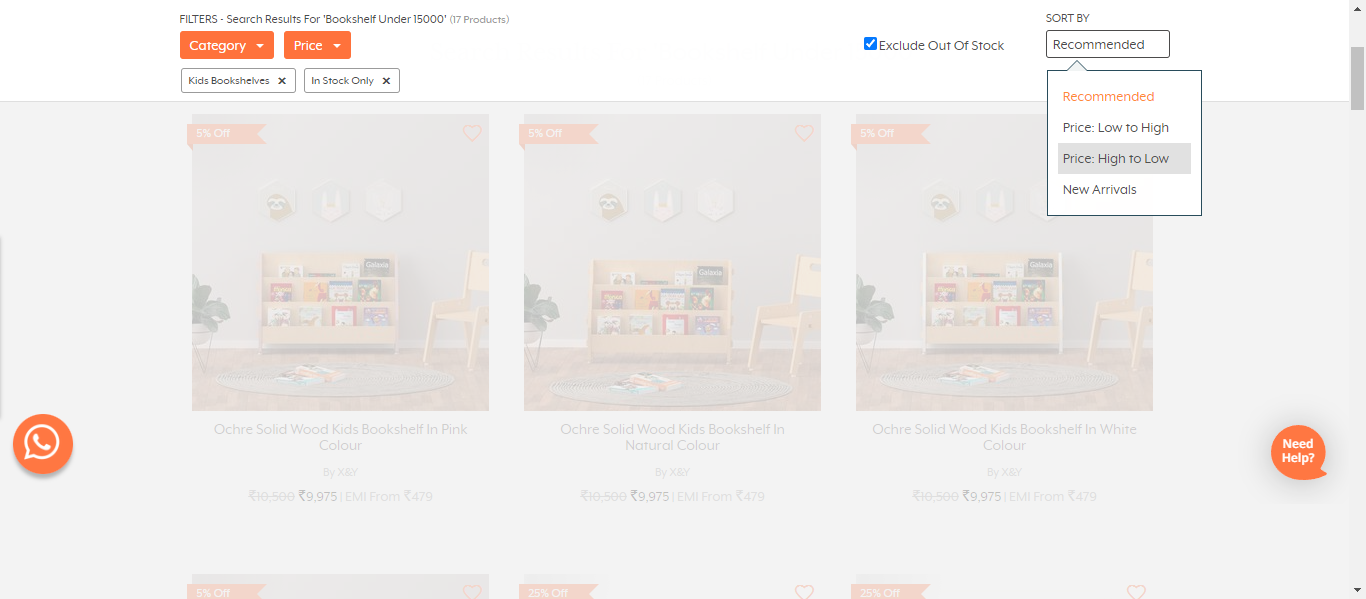 FILTERS - Search Results For 'Bookshelf Under 15000' (17 Products)
SORT BY
Category
Price
Exclude Out Of Stock
Recommended
Kids Bookshelves ✕
In Stock Only ✕
Recommended
Price: Low to High
Price: High to Low
New Arrivals
5% Off
5% Off
5% Off
Galaxia
Galaxia
Galaxia
Ochre Solid Wood Kids Bookshelf In Pink
Colour
By X&Y
₹10,500 ₹9,975 | EMI From ₹479
Ochre Solid Wood Kids Bookshelf In
Natural Colour
By X&Y
₹10,500 ₹9,975 | EMI From ₹479
Ochre Solid Wood Kids Bookshelf In White
Colour
By X&Y
₹10,500 ₹9,975 | EMI From ₹479
Need
Help?
5% Off
25% Off
25% Off